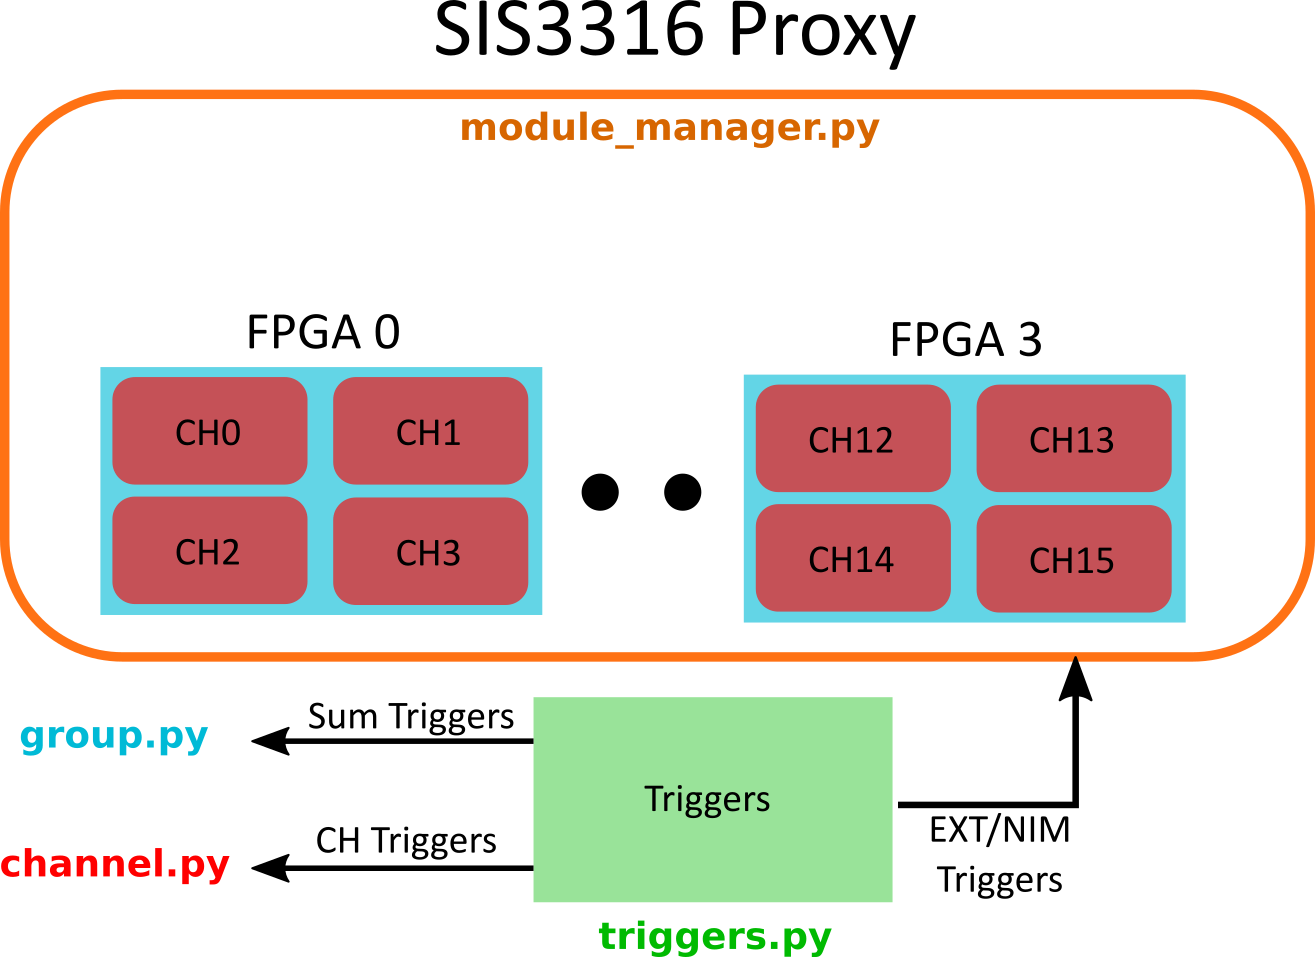 SIS3316 Proxy
module_manager.py
FPGA 0
FPGA 3
CH0
CH1
CH2
CH3
CH12
CH13
CH14
CH15
Sum Triggers
group.py
CH Triggers
channel.py
Triggers
EXT/NIM
Triggers
triggers.py